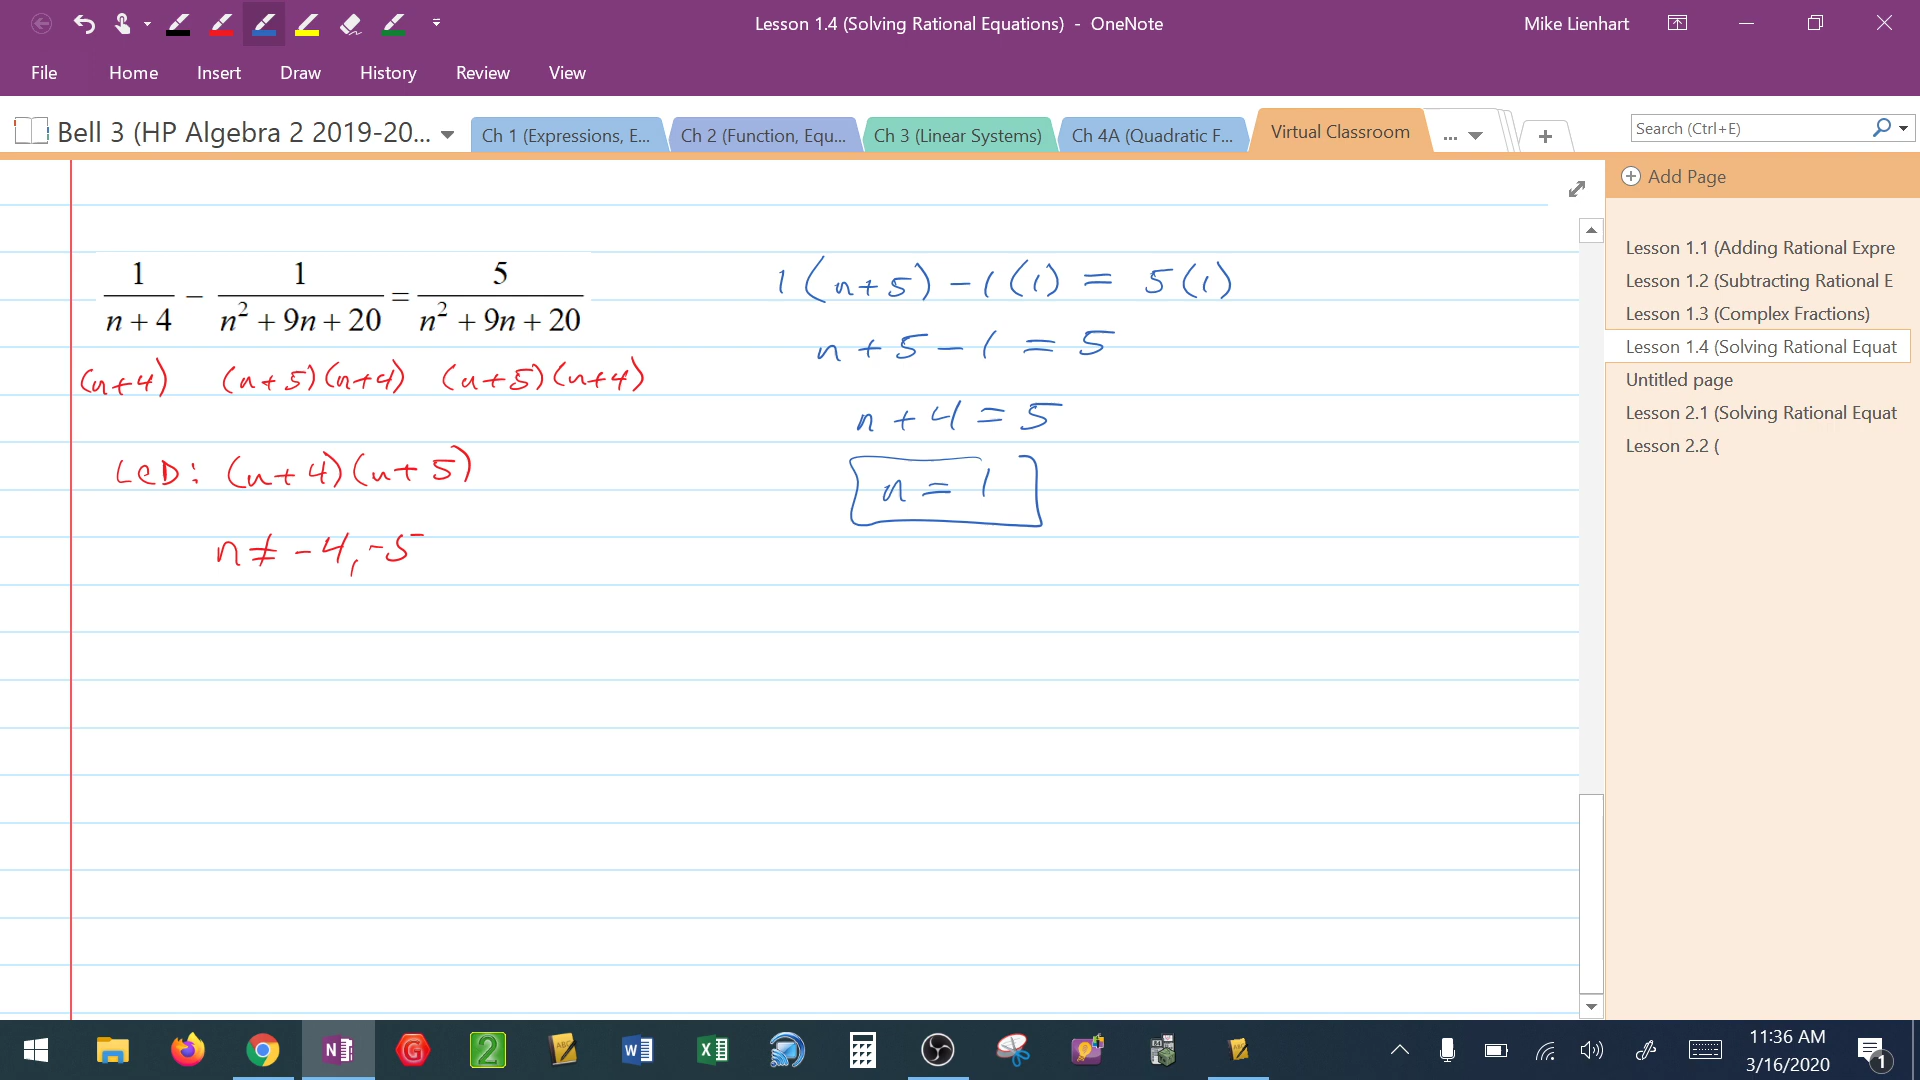 Lesson 1.4 (Solving Rational Equations) - OneNote
Mike Lienhart
File Home Insert Draw History Review View
Bell 3 (HP Algebra 2 2019-20...
Ch 1 (Expressions, E...
Ch 2 (Function, Equ...
Ch 3 (Linear Systems)
Ch 4A (Quadratic F...
Virtual Classroom
...
Search (Ctrl+E)
Add Page
Lesson 1.1 (Adding Rational Expre
Lesson 1.2 (Subtracting Rational E
Lesson 1.3 (Complex Fractions)
Lesson 1.4 (Solving Rational Equat
Untitled page
Lesson 2.1 (Solving Rational Equat
Lesson 2.2 (
1/(n + 4) − 1/(n² + 9n + 20) = 5/(n² + 9n + 20)
(n+4) (n+5)(n+4) (n+5)(n+4)
LCD: (n+4)(n+5)
n ≠ -4, -5
1(n+5) - 1(1) = 5(1)
n + 5 - 1 = 5
n + 4 = 5
n = 1
11:36 AM
3/16/2020
1